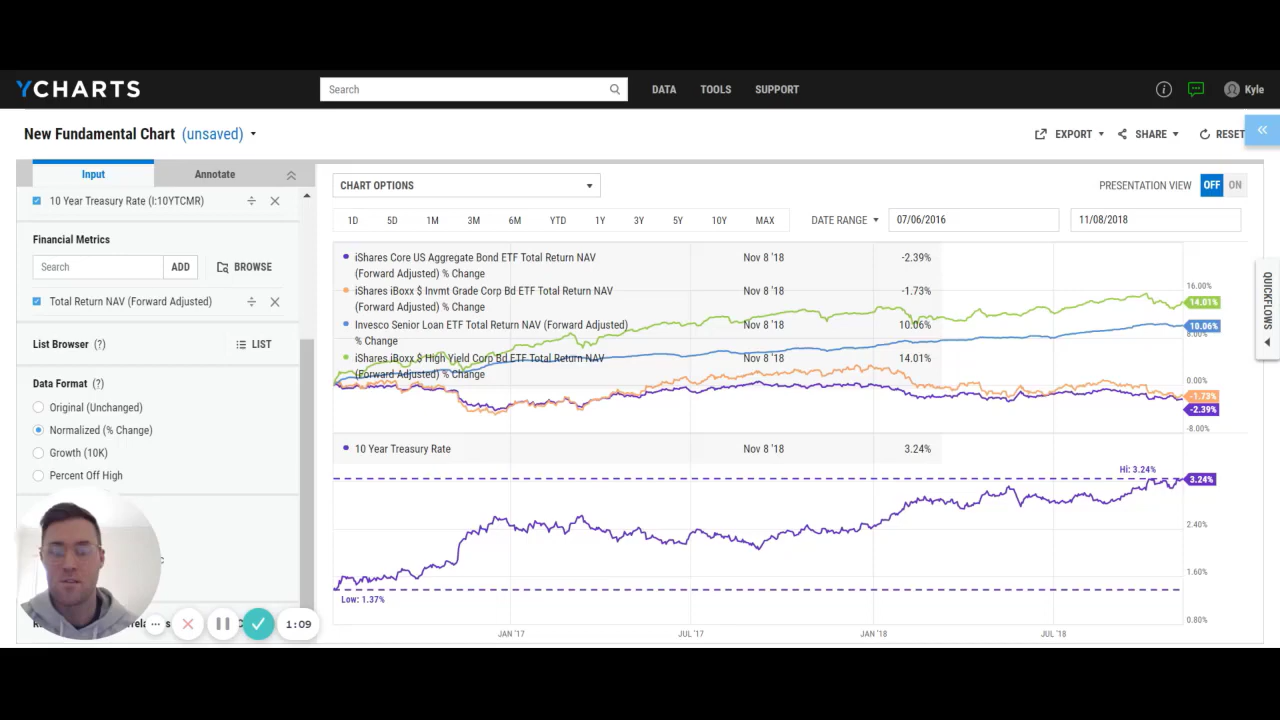 YCHARTS
Search
DATA
TOOLS
SUPPORT
Kyle
New Fundamental Chart (unsaved)
EXPORT
SHARE
RESET
Input
Annotate
10 Year Treasury Rate (I:10YTCMR)
Financial Metrics
Search
ADD
BROWSE
Total Return NAV (Forward Adjusted)
List Browser (?)
LIST
Data Format (?)
Original (Unchanged)
Normalized (% Change)
Growth (10K)
Percent Off High
1:09
CHART OPTIONS
PRESENTATION VIEW OFF ON
1D 5D 1M 3M 6M YTD 1Y 3Y 5Y 10Y MAX
DATE RANGE 07/06/2016 11/08/2018
iShares Core US Aggregate Bond ETF Total Return NAV Nov 8 '18 -2.39%
(Forward Adjusted) % Change
iShares iBoxx $ Invmt Grade Corp Bd ETF Total Return NAV Nov 8 '18 -1.73%
(Forward Adjusted) % Change
Invesco Senior Loan ETF Total Return NAV (Forward Adjusted) Nov 8 '18 10.06%
% Change
iShares iBoxx $ High Yield Corp Bd ETF Total Return NAV Nov 8 '18 14.01%
(Forward Adjusted) % Change
16.00%
14.01%
10.06%
8.00%
0.00%
-1.73%
-2.39%
-8.00%
10 Year Treasury Rate Nov 8 '18 3.24%
Hi: 3.24%
3.24%
2.40%
1.60%
Low: 1.37%
0.80%
JAN '17 JUL '17 JAN '18 JUL '18
QUICKFLOWS